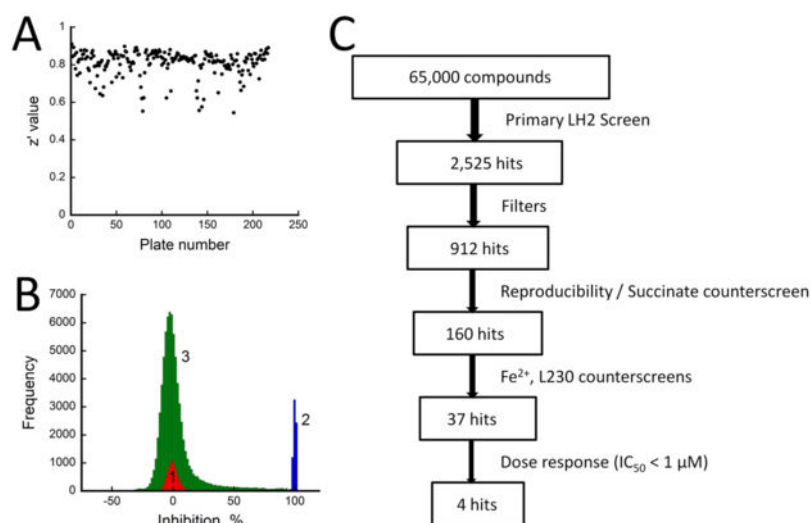 A
z' value
1
0.8
0.6
0.4
0.2
0
0 50 100 150 200 250
Plate number
B
Frequency
7000
6000
5000
4000
3000
2000
1000
0
3
2
1
-50 0 50 100
Inhibition, %
C
65,000 compounds
Primary LH2 Screen
2,525 hits
Filters
912 hits
Reproducibility / Succinate counterscreen
160 hits
Fe²⁺, L230 counterscreens
37 hits
Dose response (IC₅₀ < 1 µM)
4 hits